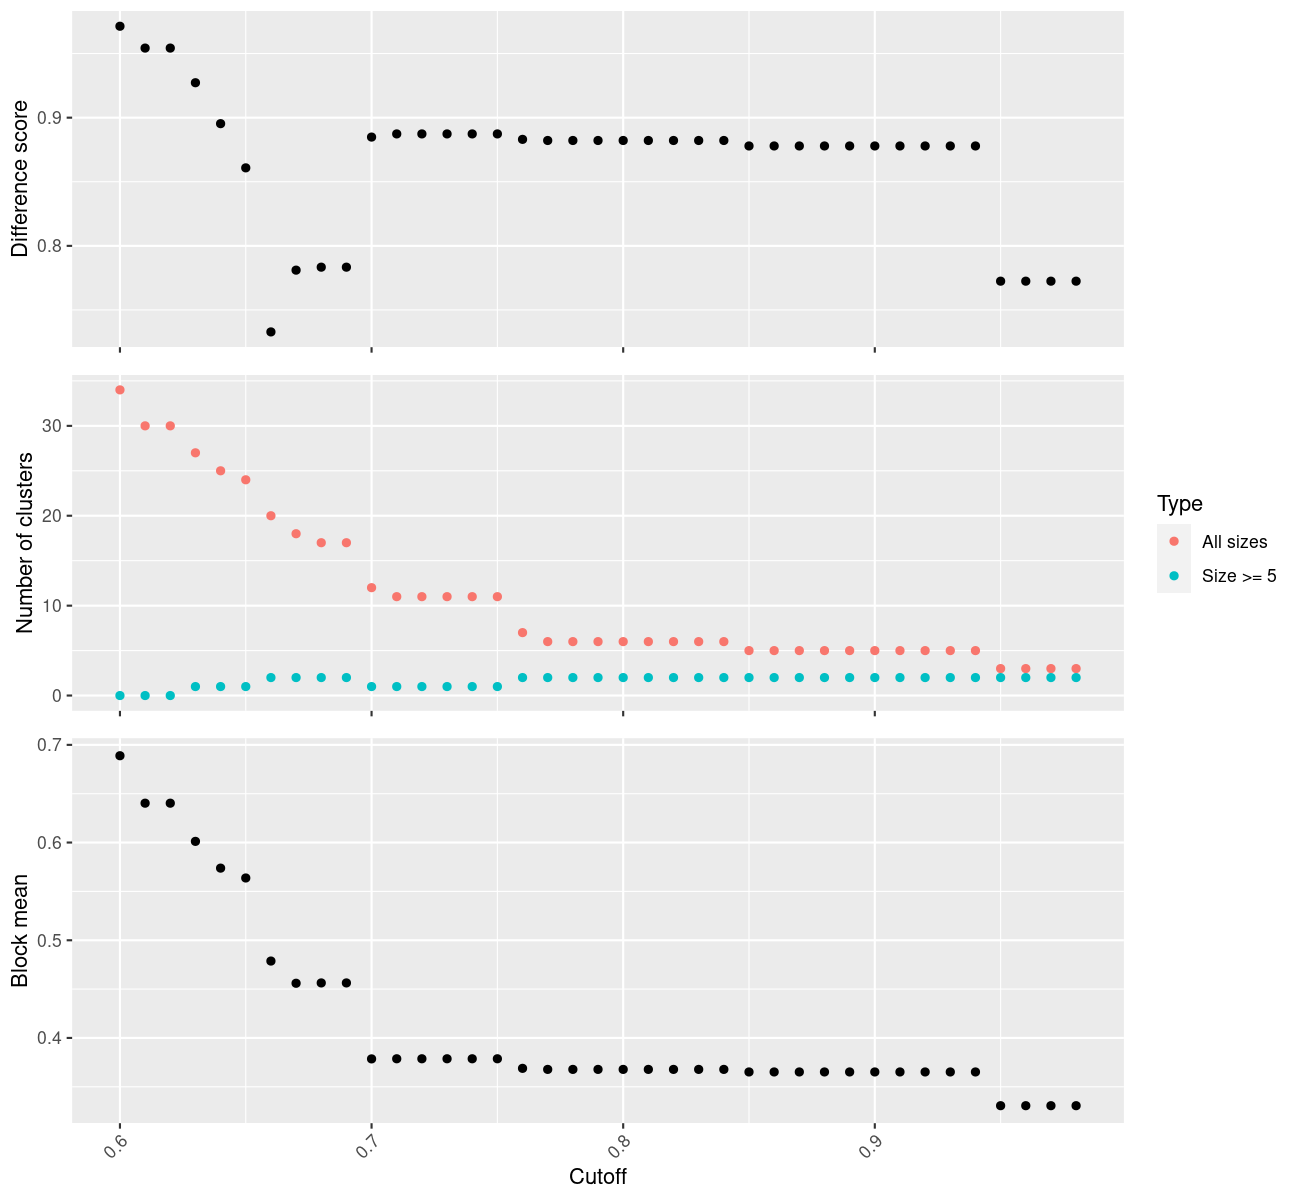 Difference score
0.9
0.8
Number of clusters
30
20
10
0
Type
All sizes
Size >= 5
Block mean
0.7
0.6
0.5
0.4
0.6
0.7
0.8
0.9
Cutoff